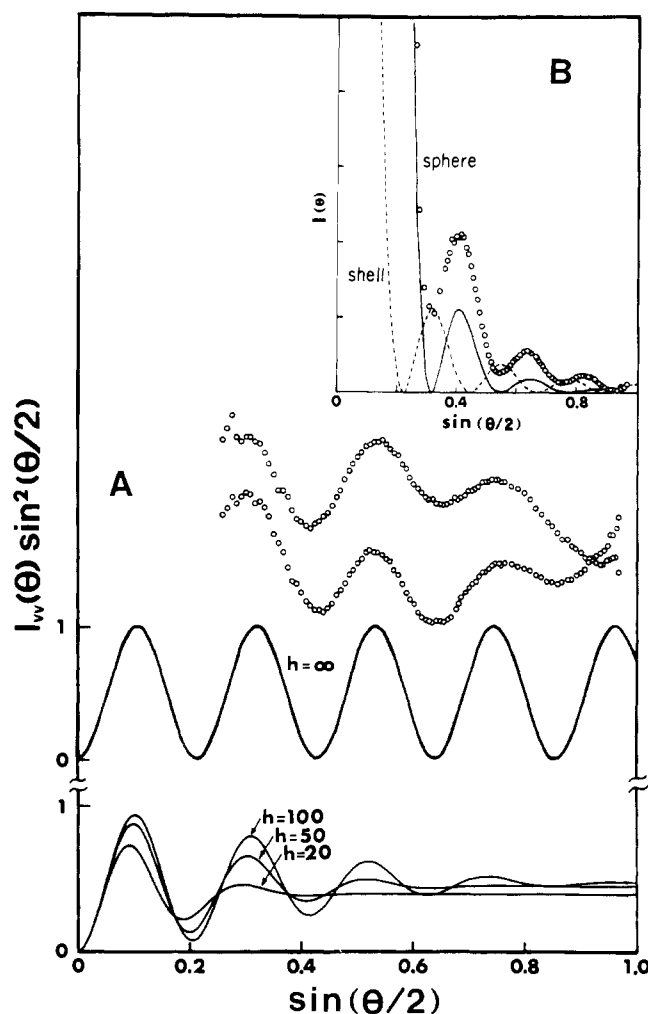 B
sphere
shell
I(θ)
0 0.4 0.8
sin(θ/2)
A
I_vv(θ) sin²(θ/2)
1
h=∞
0
1
h=100
h=50
h=20
0
0 0.2 0.4 0.6 0.8 1.0
sin(θ/2)